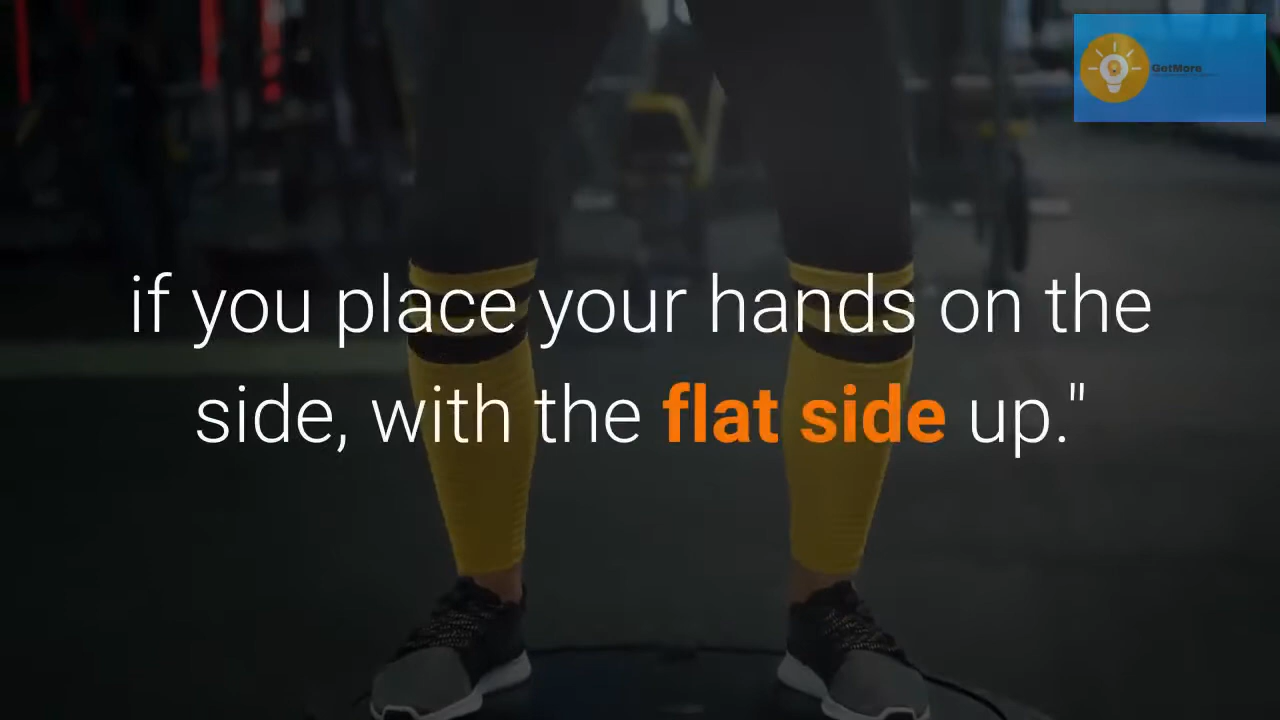 GetMore
if you place your hands on the
side, with the flat side up."